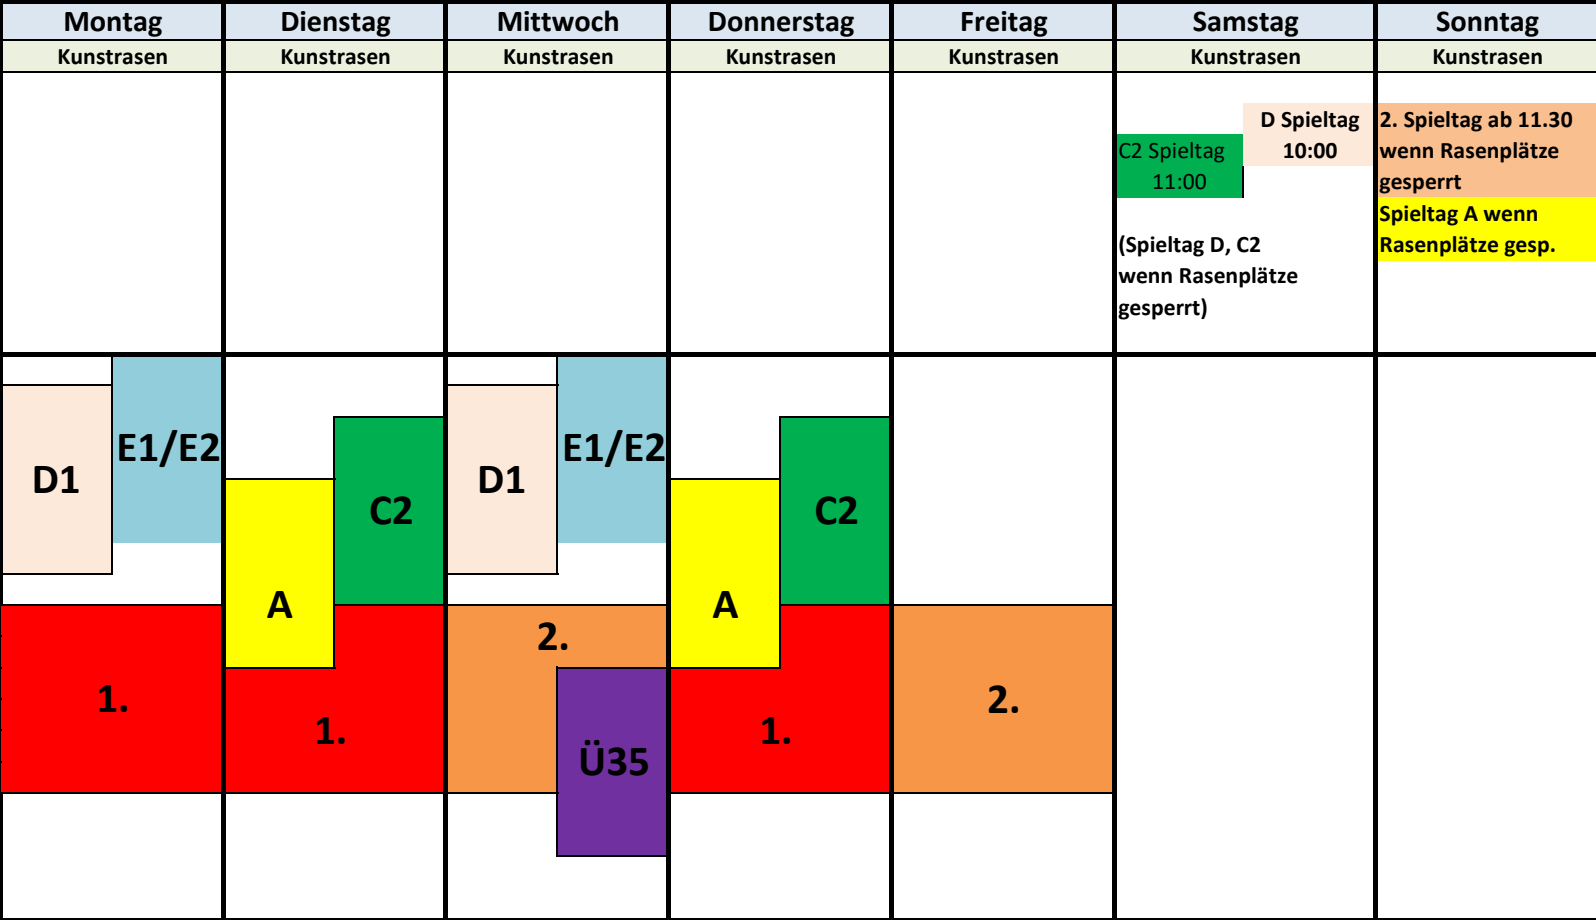 Montag Dienstag Mittwoch Donnerstag Freitag Samstag Sonntag
Kunstrasen Kunstrasen Kunstrasen Kunstrasen Kunstrasen Kunstrasen Kunstrasen
D Spieltag
10:00
C2 Spieltag
11:00
(Spieltag D, C2
wenn Rasenplätze
gesperrt)
2. Spieltag ab 11.30
wenn Rasenplätze
gesperrt
Spieltag A wenn
Rasenplätze gesp.
D1
E1/E2
1.
A
C2
1.
D1
E1/E2
2.
Ü35
A
C2
1.
2.